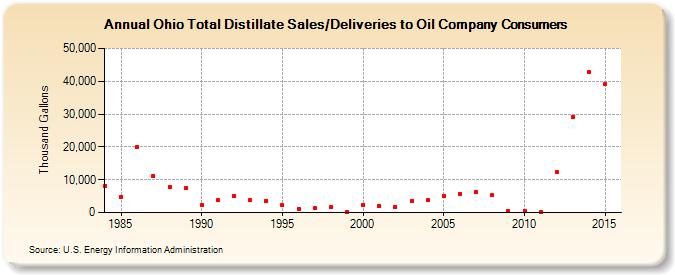 Annual Ohio Total Distillate Sales/Deliveries to Oil Company Consumers
Thousand Gallons
50,000
40,000
30,000
20,000
10,000
0
1985 1990 1995 2000 2005 2010 2015
Source: U.S. Energy Information Administration